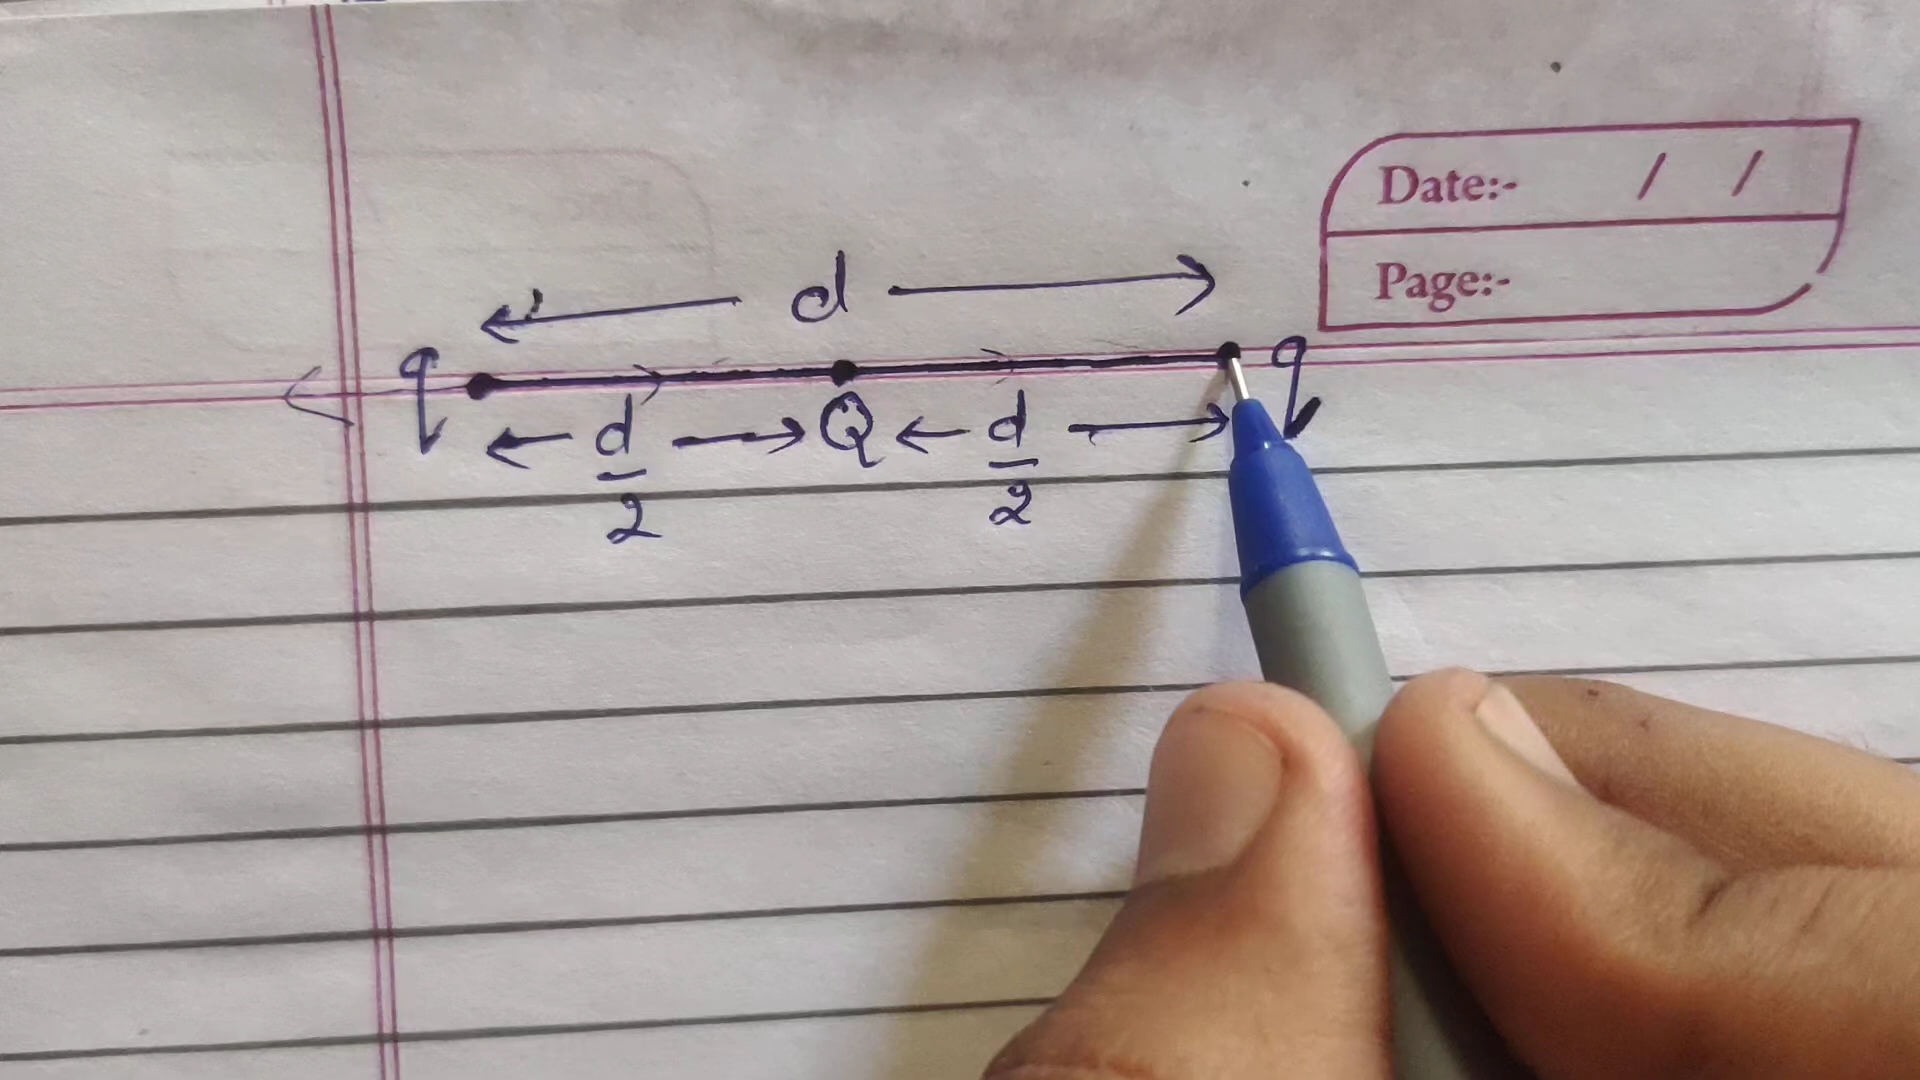 Date:- / /
Page:-
d
q q
d/2 Q d/2